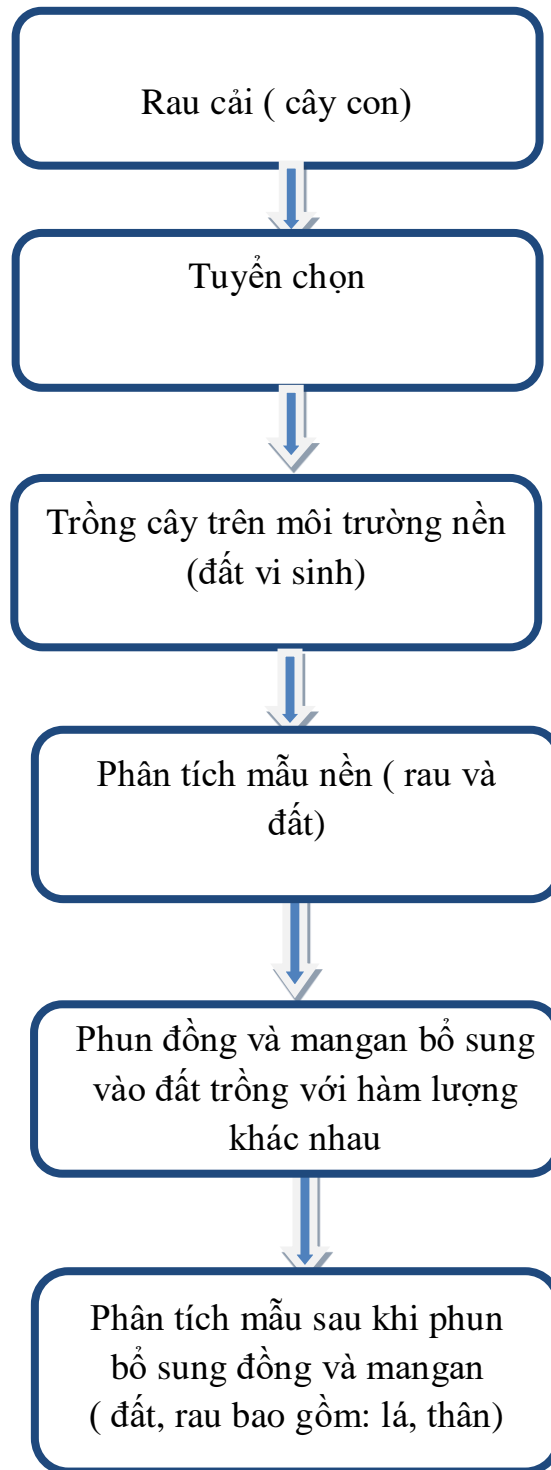 Rau cải ( cây con)
Tuyển chọn
Trồng cây trên môi trường nền
(đất vi sinh)
Phân tích mẫu nền ( rau và
đất)
Phun đồng và mangan bổ sung
vào đất trồng với hàm lượng
khác nhau
Phân tích mẫu sau khi phun
bổ sung đồng và mangan
( đất, rau bao gồm: lá, thân)